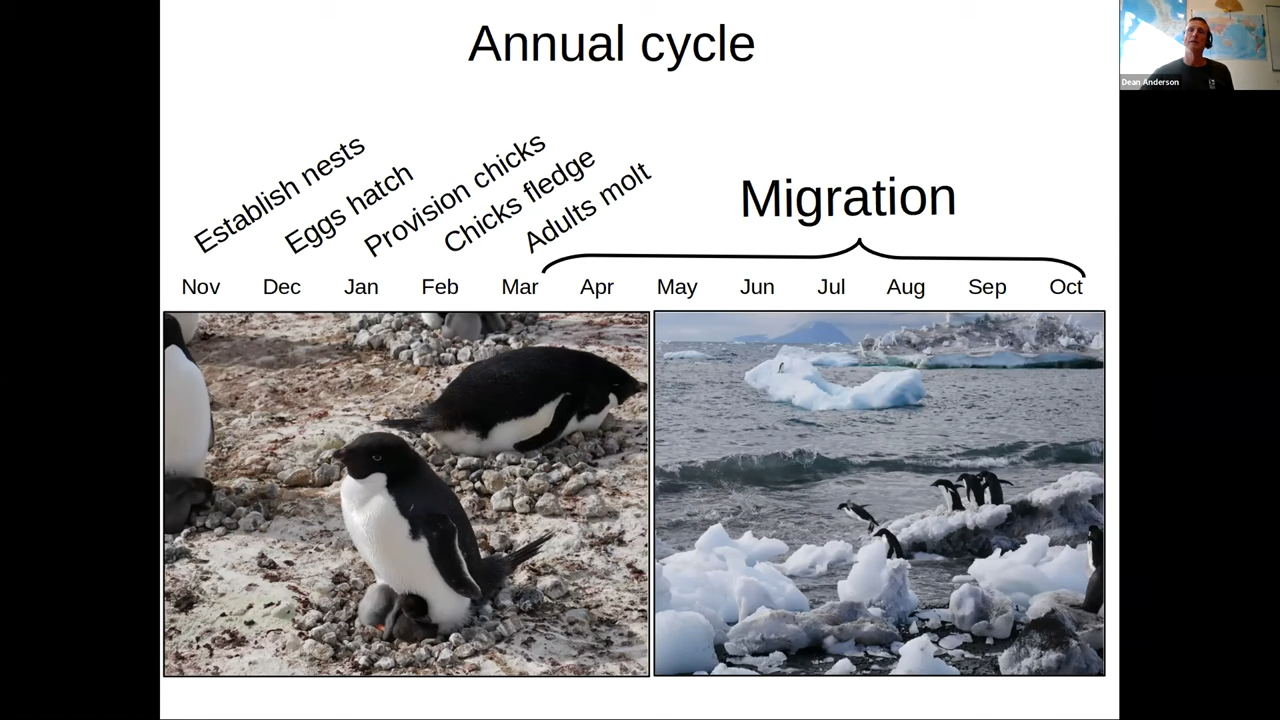 Annual cycle
Dean Anderson
Establish nests
Eggs hatch
Provision chicks
Chicks fledge
Adults molt
Migration
Nov Dec Jan Feb Mar Apr May Jun Jul Aug Sep Oct